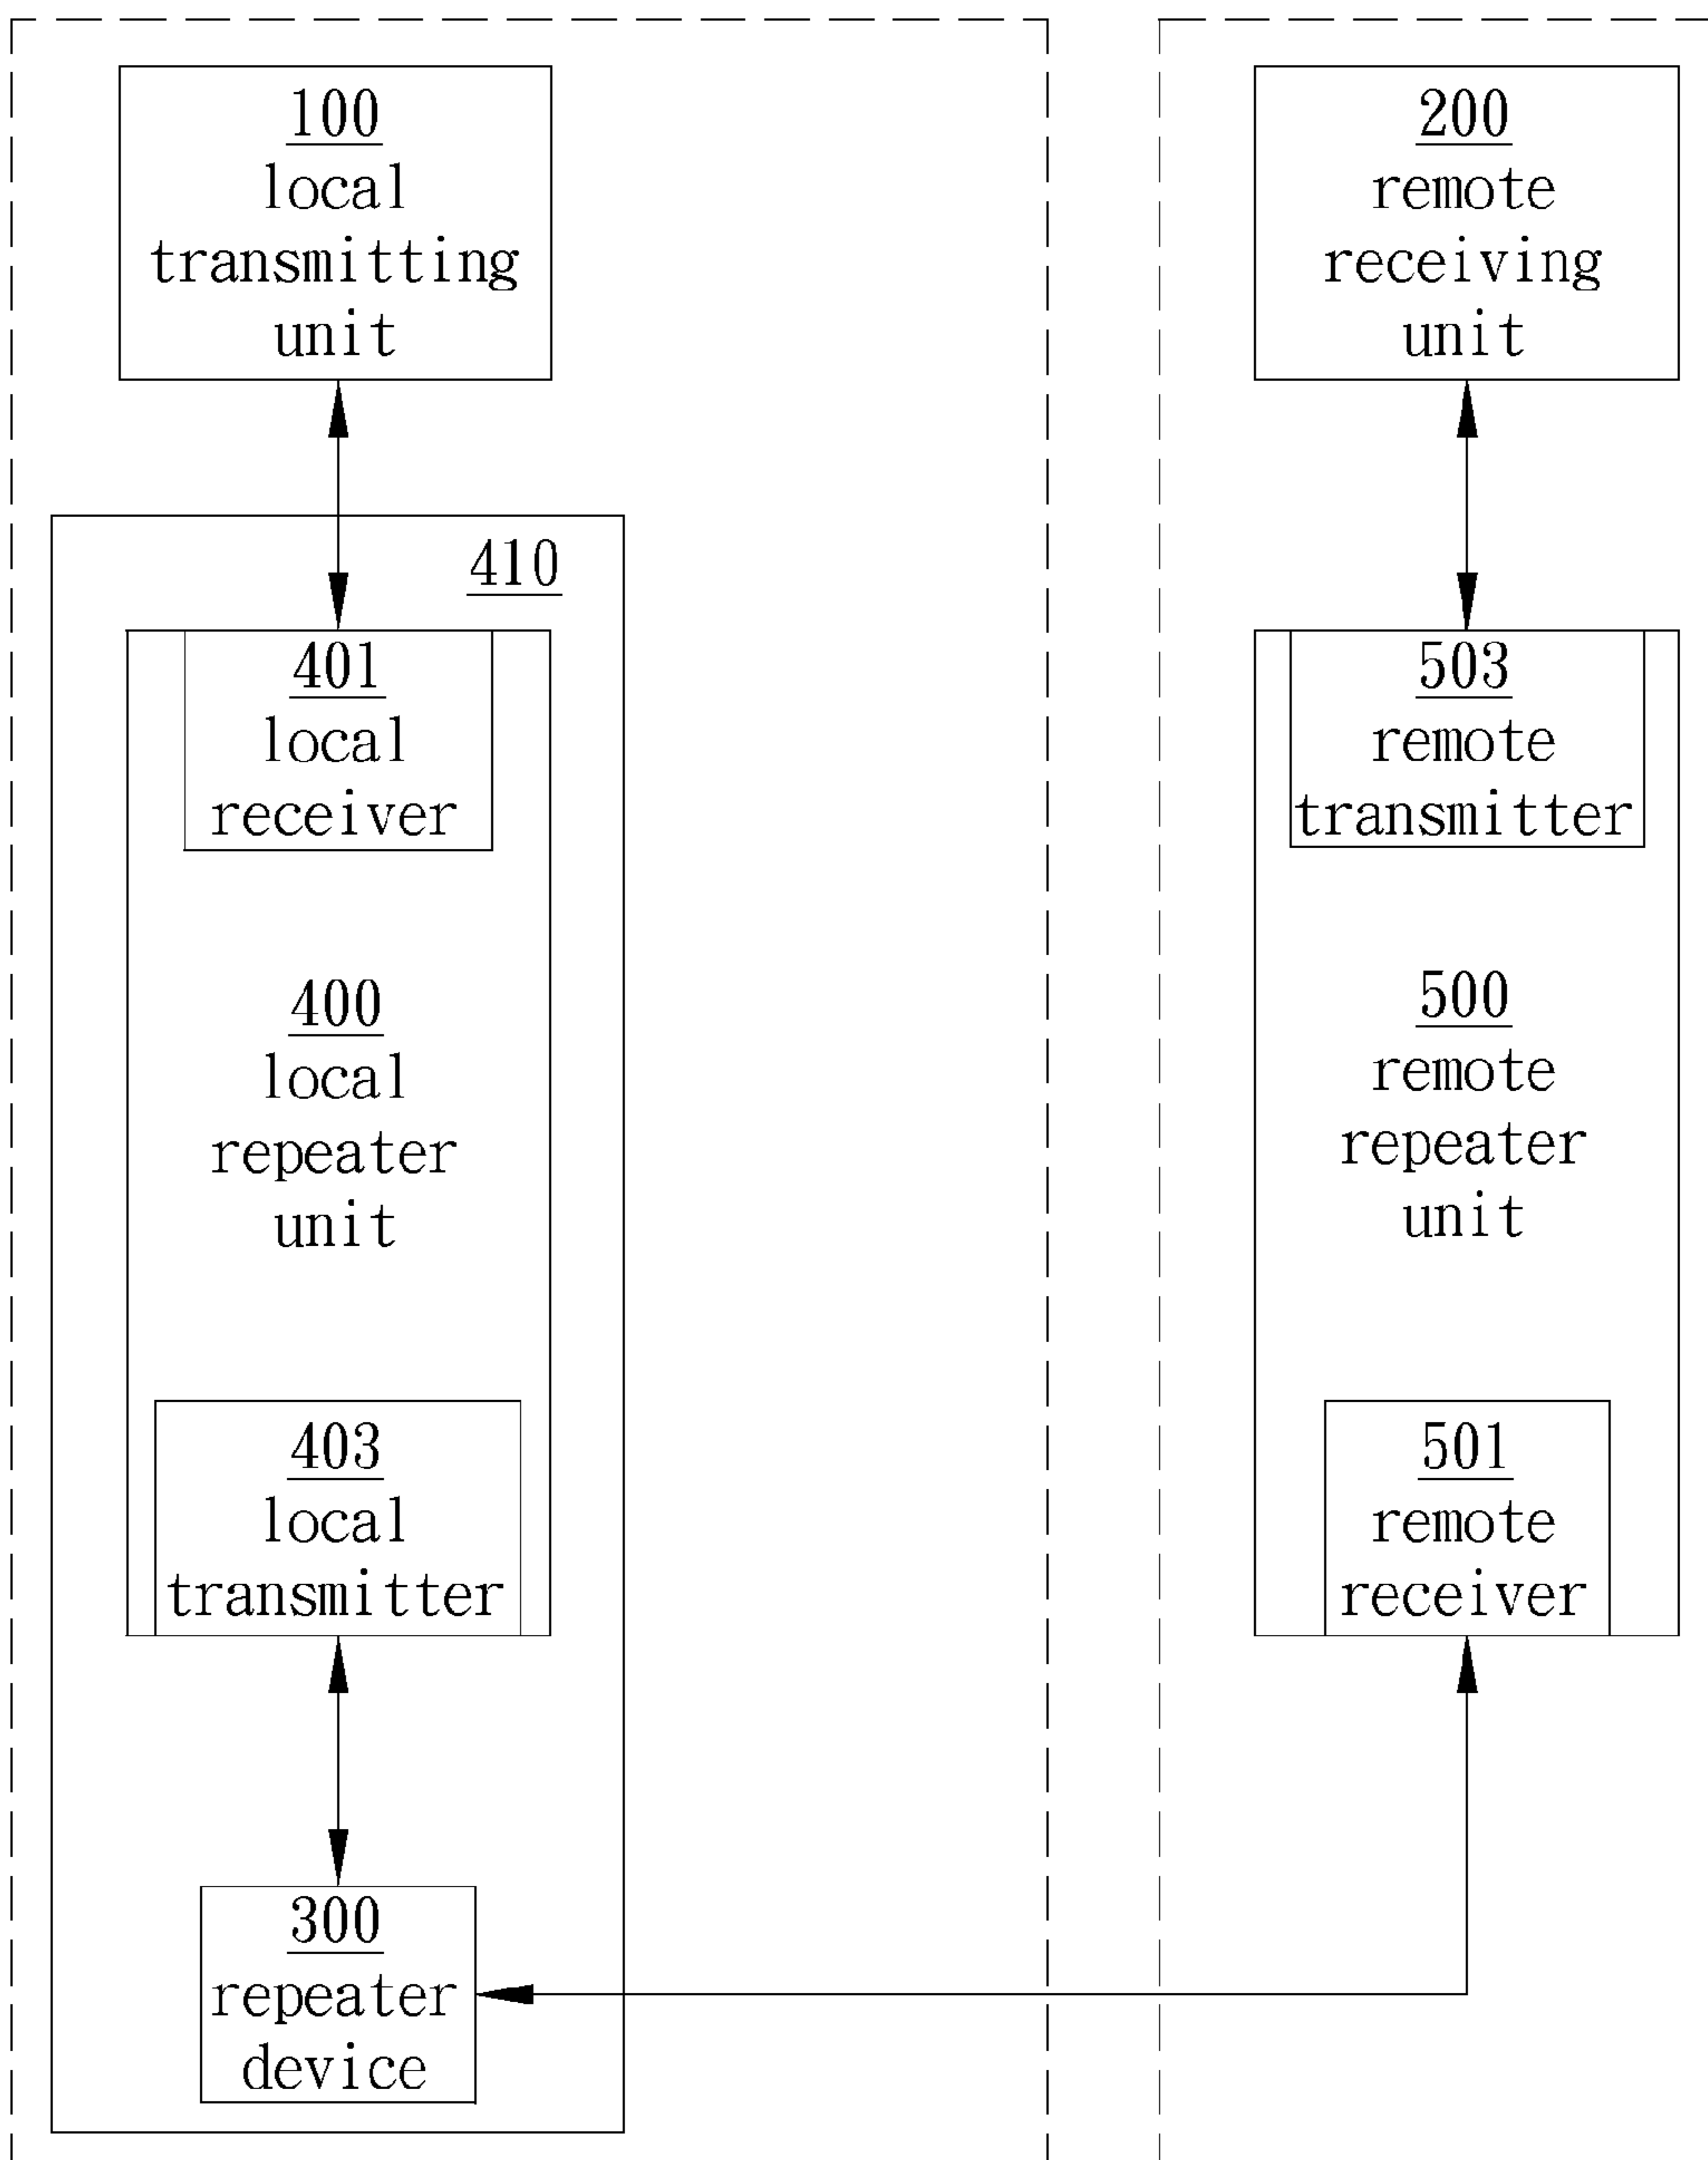 100
local
transmitting
unit
410
401
local
receiver
400
local
repeater
unit
403
local
transmitter
300
repeater
device
200
remote
receiving
unit
503
remote
transmitter
500
remote
repeater
unit
501
remote
receiver